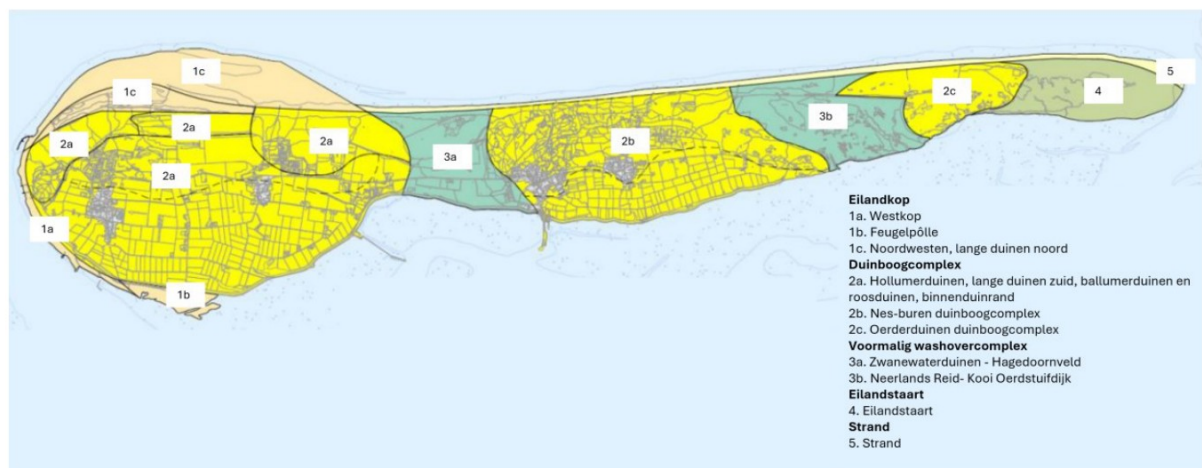 1c
1c
2a
2a
2a
2a
3a
2b
3b
2c
4
5
1a
1b
Eilandkop
1a. Westkop
1b. Feugelpôlle
1c. Noordwesten, lange duinen noord
Duinboogcomplex
2a. Hollumerduinen, lange duinen zuid, ballumerduinen en
roosduinen, binnenduinrand
2b. Nes-buren duinboogcomplex
2c. Oerderduinen duinboogcomplex
Voormalig washovercomplex
3a. Zwanewaterduinen - Hagedoornveld
3b. Neerlands Reid- Kooi Oerdstuifdijk
Eilandstaart
4. Eilandstaart
Strand
5. Strand